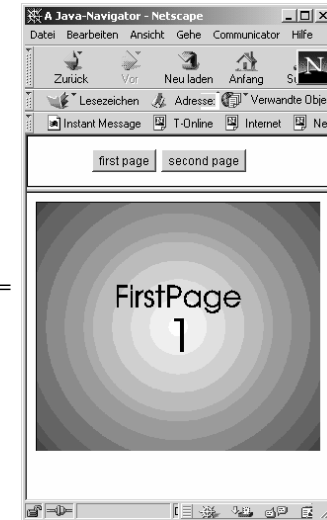 A Java-Navigator - Netscape
Datei Bearbeiten Ansicht Gehe Communicator Hilfe
Zurück Vor Neu laden Anfang
Lesezeichen Adresse: Verwandte Obje
Instant Message T-Online Internet Ne
first page second page
=
FirstPage
1